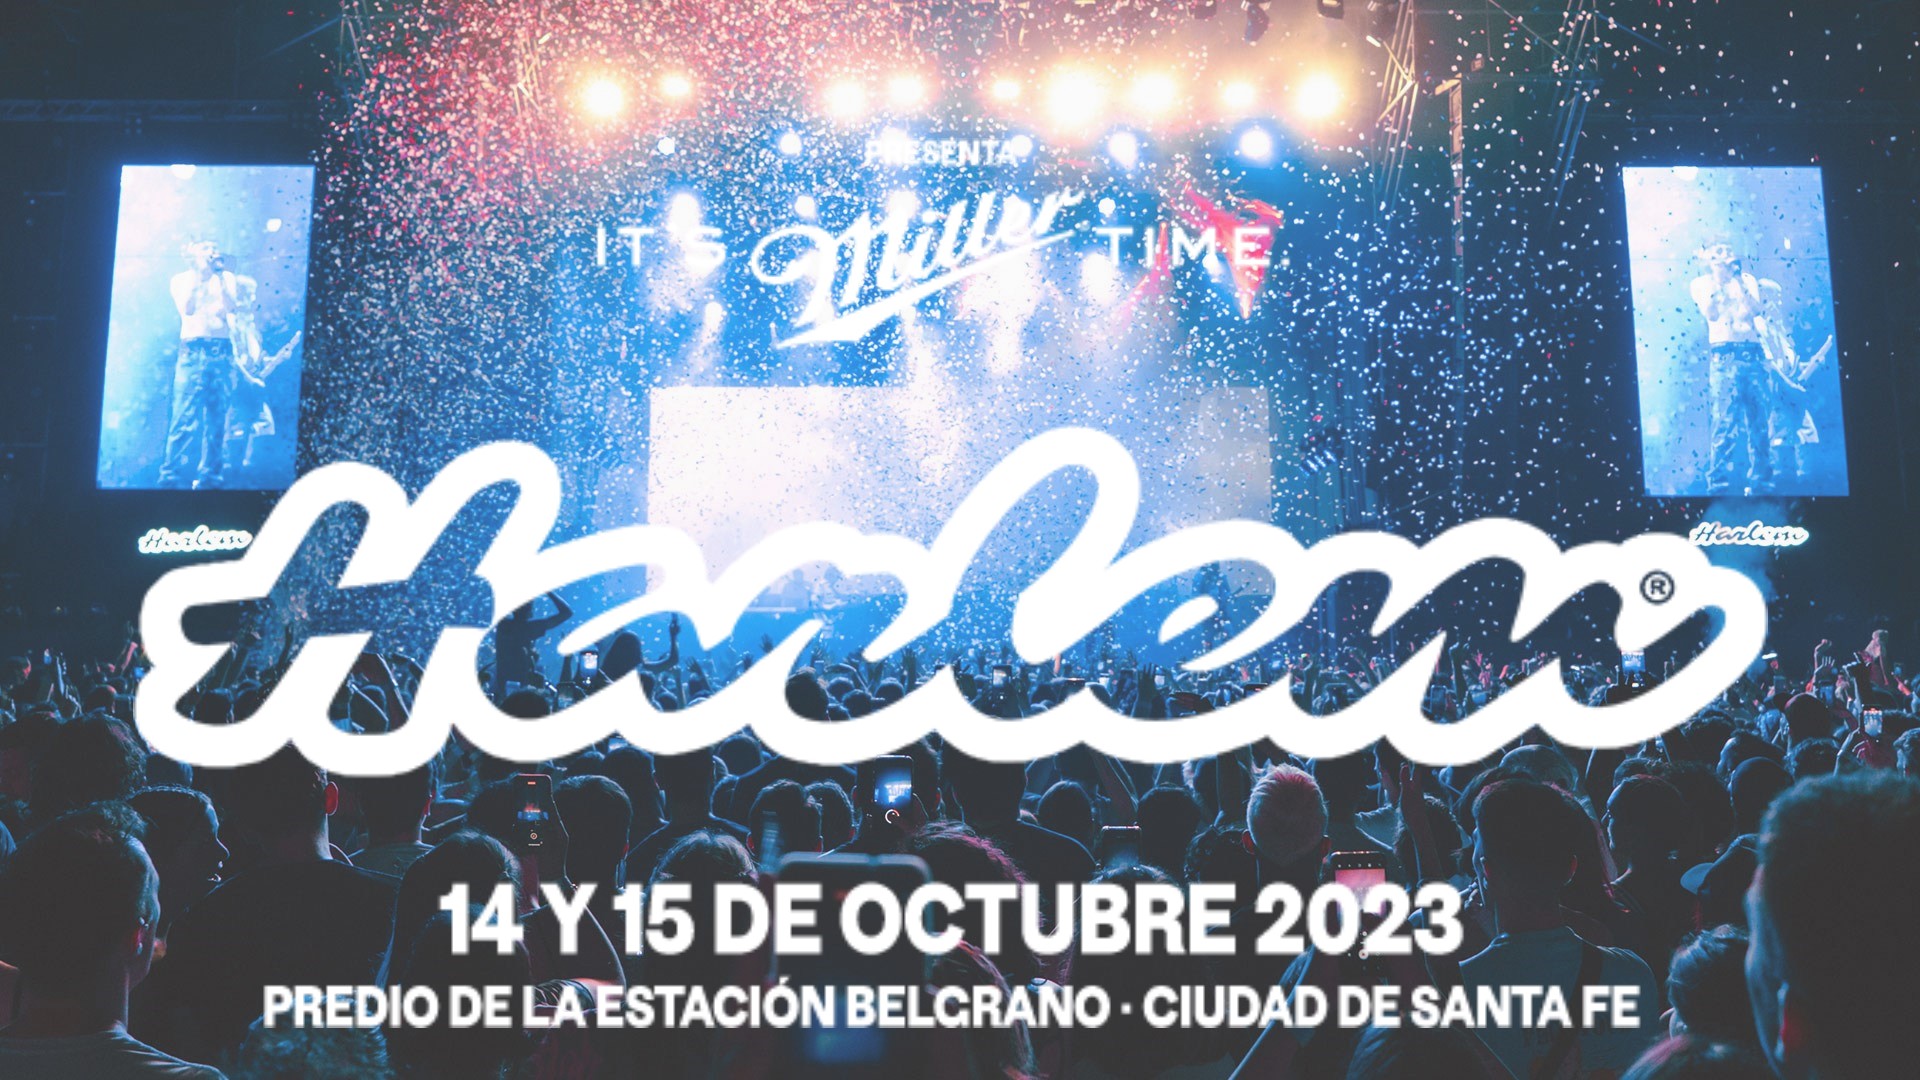 PRESENTA
IT'S Miller TIME.
Harlem
Harlem
Harlem ®
14 Y 15 DE OCTUBRE 2023
PREDIO DE LA ESTACIÓN BELGRANO · CIUDAD DE SANTA FE